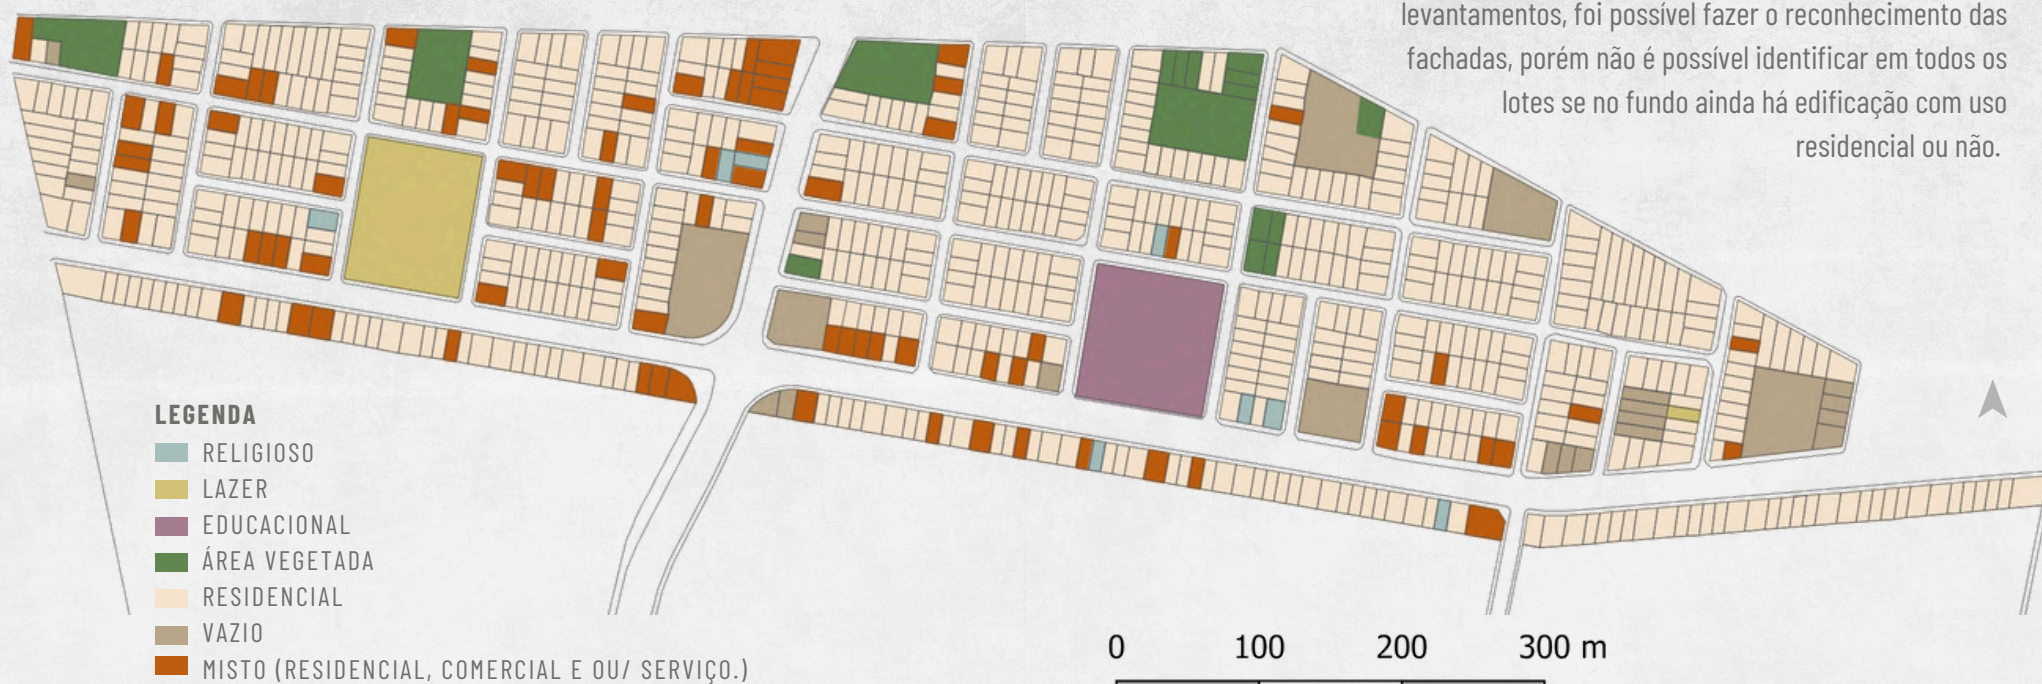 levantamentos, foi possível fazer o reconhecimento das
fachadas, porém não é possível identificar em todos os
lotes se no fundo ainda há edificação com uso
residencial ou não.
LEGENDA
RELIGIOSO
LAZER
EDUCACIONAL
ÁREA VEGETADA
RESIDENCIAL
VAZIO
MISTO (RESIDENCIAL, COMERCIAL E OU/ SERVIÇO.)
0 100 200 300 m